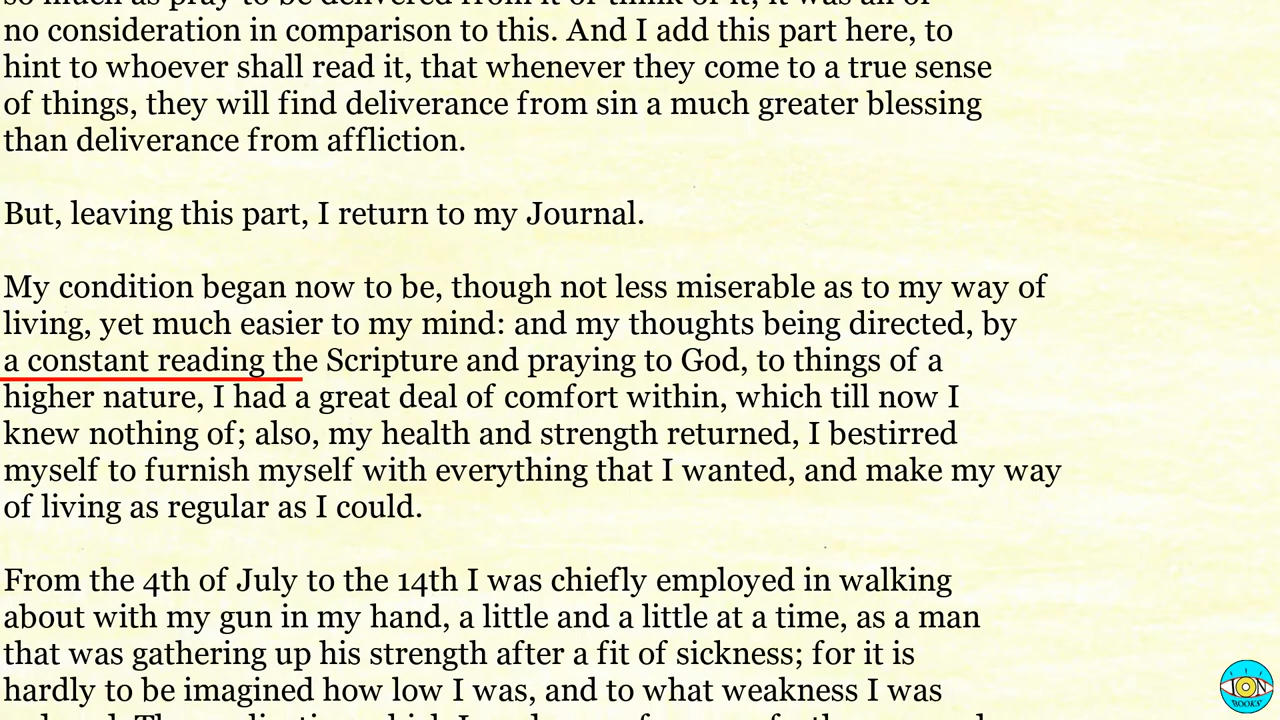 no consideration in comparison to this. And I add this part here, to
hint to whoever shall read it, that whenever they come to a true sense
of things, they will find deliverance from sin a much greater blessing
than deliverance from affliction.
But, leaving this part, I return to my Journal.
My condition began now to be, though not less miserable as to my way of
living, yet much easier to my mind: and my thoughts being directed, by
a constant reading the Scripture and praying to God, to things of a
higher nature, I had a great deal of comfort within, which till now I
knew nothing of; also, my health and strength returned, I bestirred
myself to furnish myself with everything that I wanted, and make my way
of living as regular as I could.
From the 4th of July to the 14th I was chiefly employed in walking
about with my gun in my hand, a little and a little at a time, as a man
that was gathering up his strength after a fit of sickness; for it is
hardly to be imagined how low I was, and to what weakness I was
ION
BOOKS